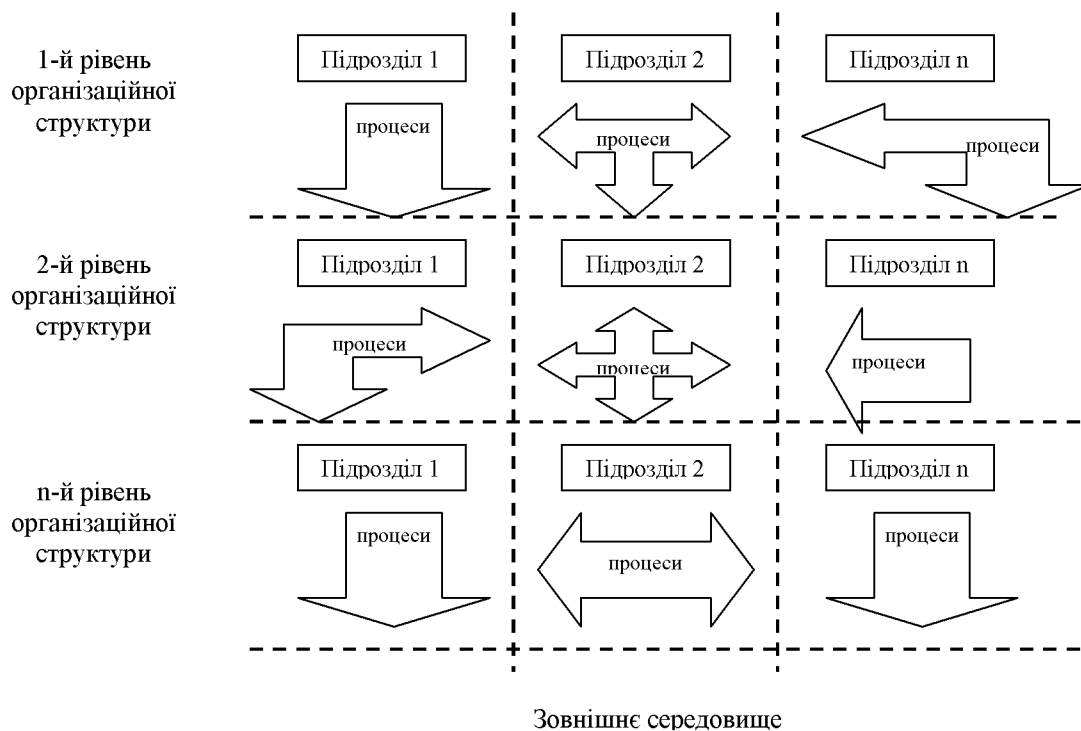 1-й рівень
організаційної
структури
Підрозділ 1
Підрозділ 2
Підрозділ n
процеси
процеси
процеси
2-й рівень
організаційної
структури
Підрозділ 1
Підрозділ 2
Підрозділ n
процеси
процеси
процеси
n-й рівень
організаційної
структури
Підрозділ 1
Підрозділ 2
Підрозділ n
процеси
процеси
процеси
Зовнішнє середовище